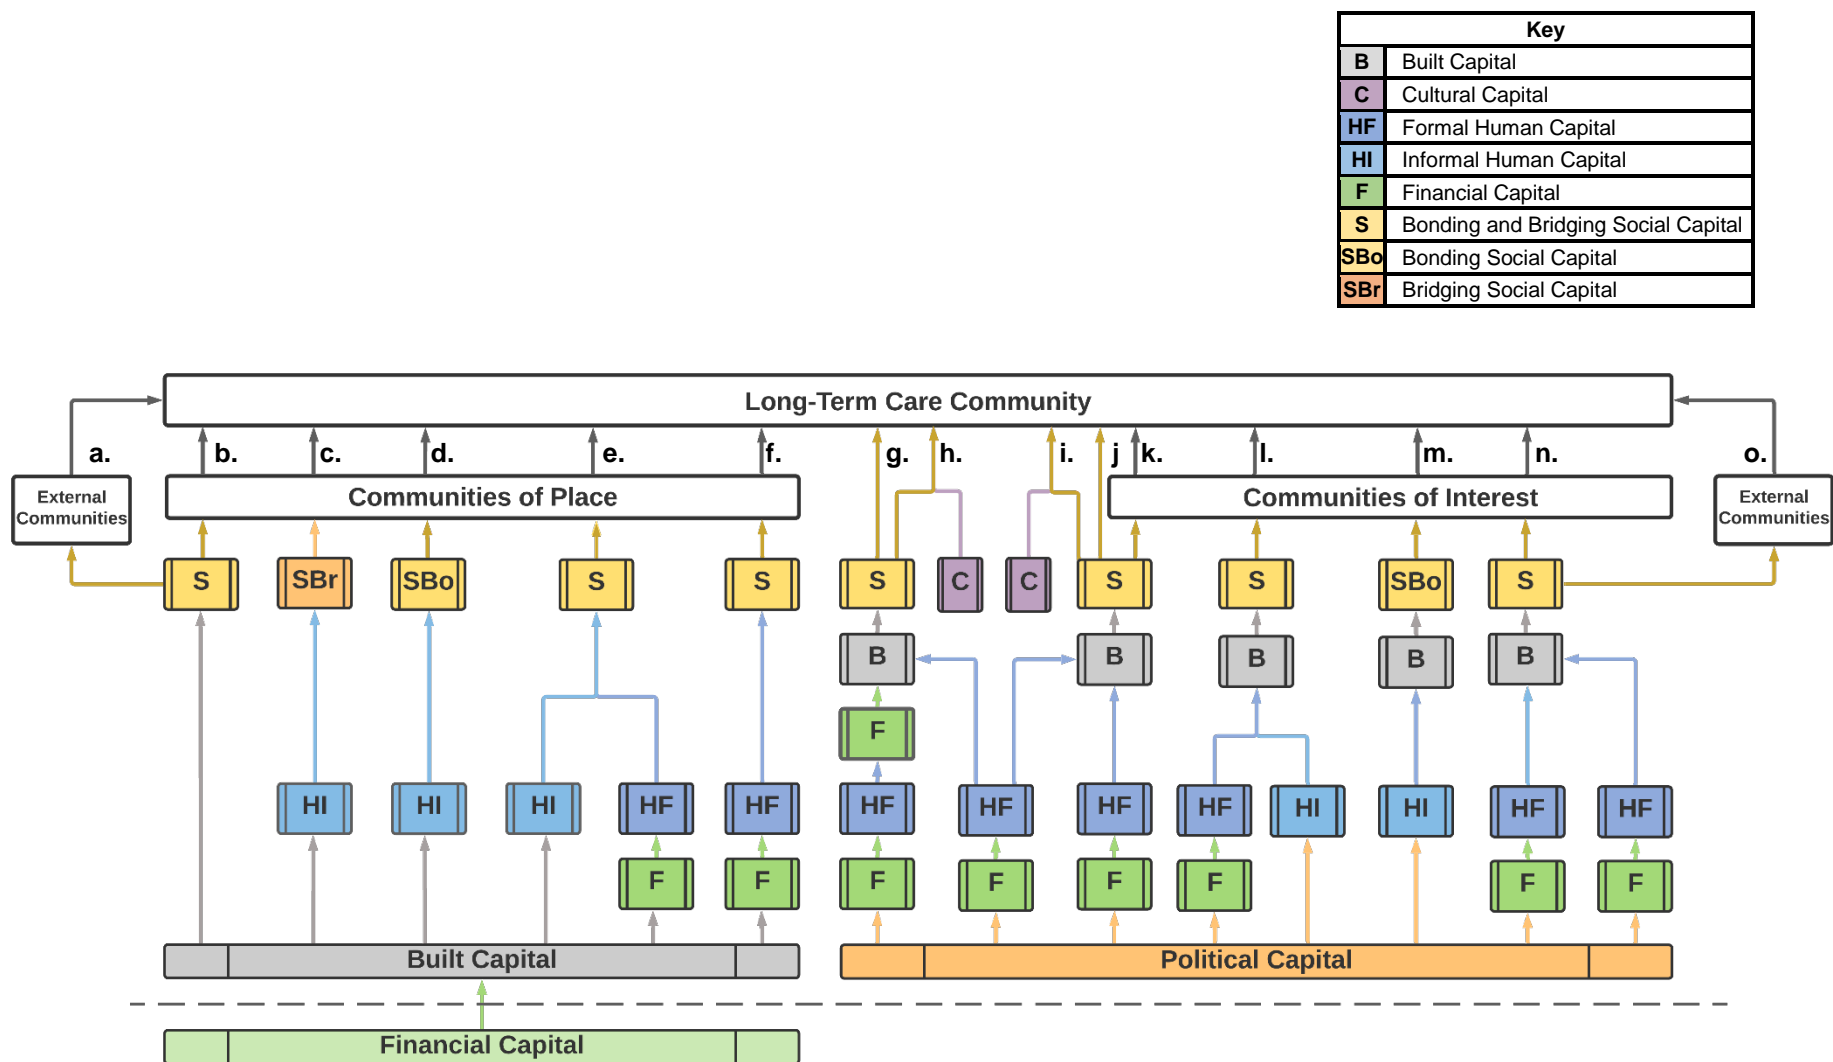 Key
B Built Capital
C Cultural Capital
HF Formal Human Capital
HI Informal Human Capital
F Financial Capital
S Bonding and Bridging Social Capital
SBo Bonding Social Capital
SBr Bridging Social Capital
Long-Term Care Community
a. b. c. d. e. f. g. h. i. j k. l. m. n. o.
External
Communities
Communities of Place
Communities of Interest
External
Communities
S SBr SBo S S S C C S S SBo S
B B B B B
F
HI HI HI HF HF HF HF HF HF HI HI HF HF
F F F F F F F F
Built Capital
Political Capital
Financial Capital